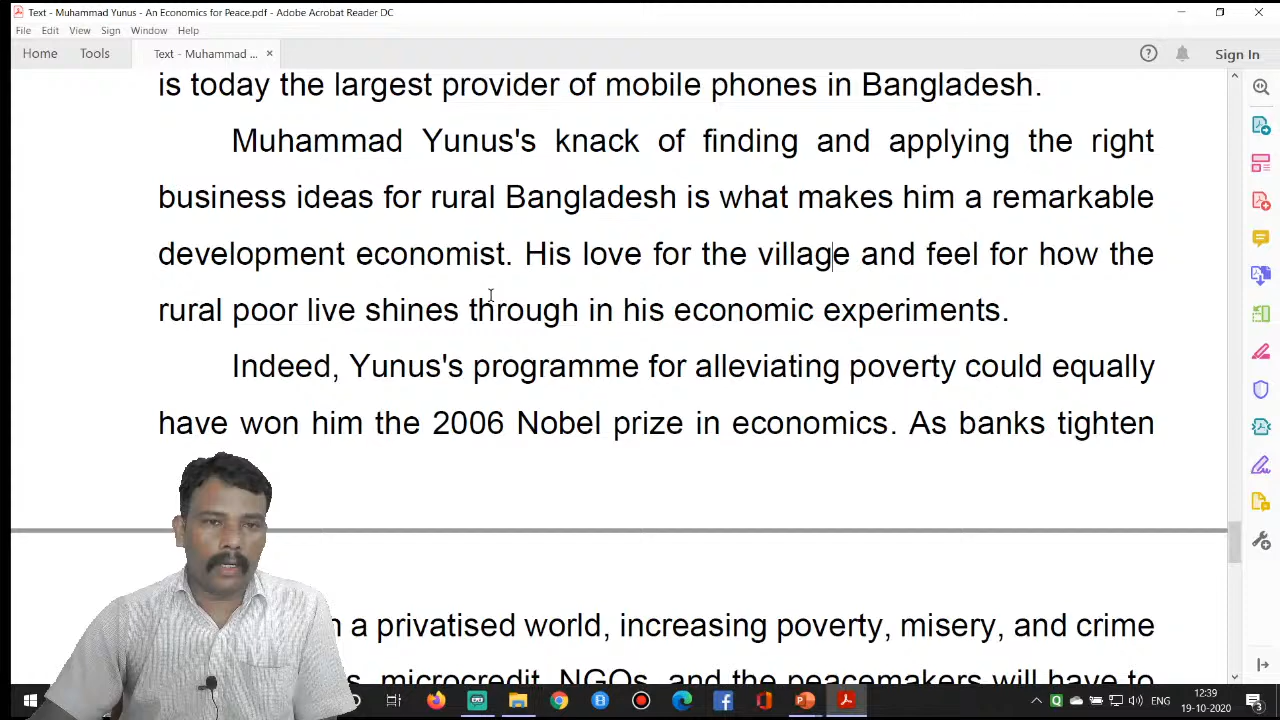 Text - Muhammad Yunus - An Economics for Peace.pdf - Adobe Acrobat Reader DC
File Edit View Sign Window Help
Home Tools Text - Muhammad ... × Sign In
is today the largest provider of mobile phones in Bangladesh.
Muhammad Yunus's knack of finding and applying the right
business ideas for rural Bangladesh is what makes him a remarkable
development economist. His love for the village and feel for how the
rural poor live shines through in his economic experiments.
Indeed, Yunus's programme for alleviating poverty could equally
have won him the 2006 Nobel prize in economics. As banks tighten
a privatised world, increasing poverty, misery, and crime
microcredit, NGOs, and the peacemakers will have to
ENG 12:39
19-10-2020